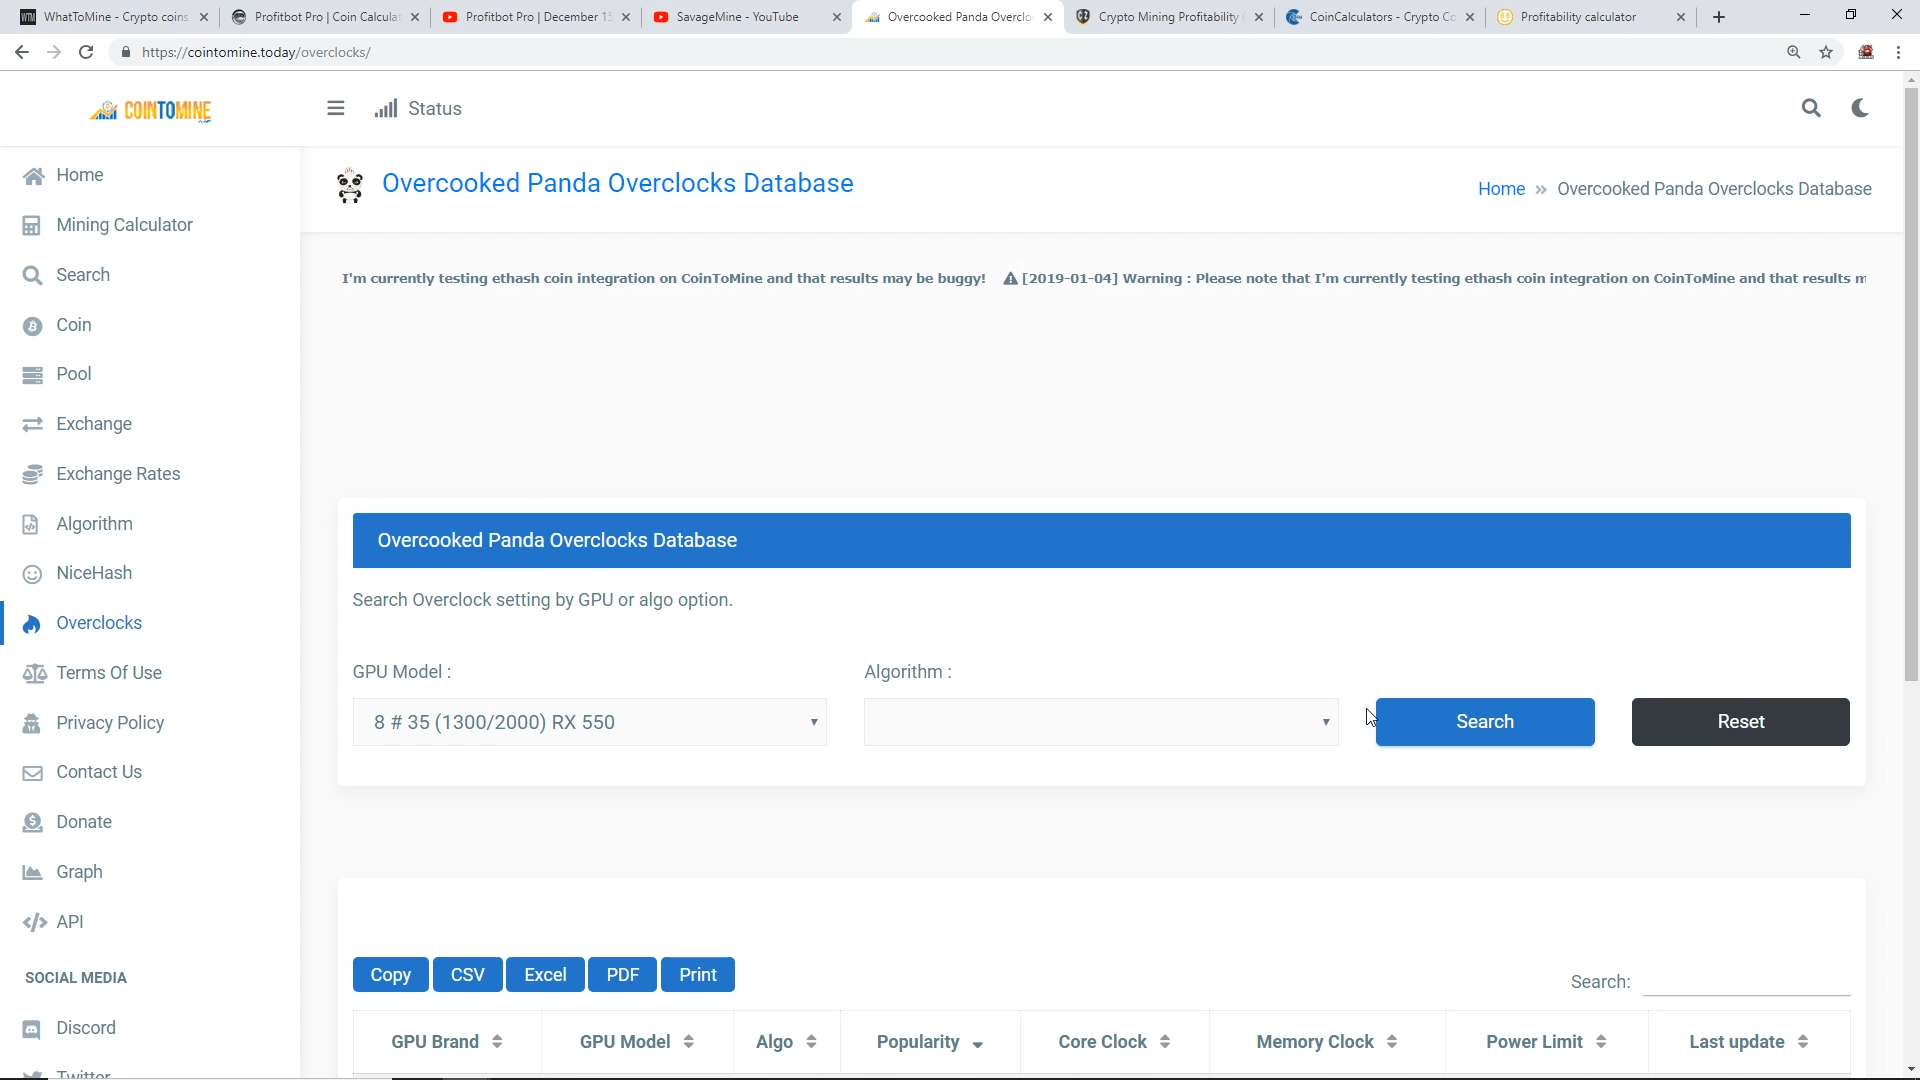 WTM WhatToMine - Crypto coins
Profitbot Pro | Coin Calculat
Profitbot Pro | December 15
SavageMine - YouTube
Overcooked Panda Overclo
Crypto Mining Profitability
CoinCalculators - Crypto Co
Profitability calculator
https://cointomine.today/overclocks/
COINTOMINE
Status
Home
Mining Calculator
Search
Coin
Pool
Exchange
Exchange Rates
Algorithm
NiceHash
Overclocks
Terms Of Use
Privacy Policy
Contact Us
Donate
Graph
API
SOCIAL MEDIA
Discord
Twitter
Overcooked Panda Overclocks Database
Home » Overcooked Panda Overclocks Database
I'm currently testing ethash coin integration on CoinToMine and that results may be buggy! [2019-01-04] Warning : Please note that I'm currently testing ethash coin integration on CoinToMine and that results m
Overcooked Panda Overclocks Database
Search Overclock setting by GPU or algo option.
GPU Model :
Algorithm :
8 # 35 (1300/2000) RX 550
Search
Reset
Copy CSV Excel PDF Print
Search:
GPU Brand GPU Model Algo Popularity Core Clock Memory Clock Power Limit Last update